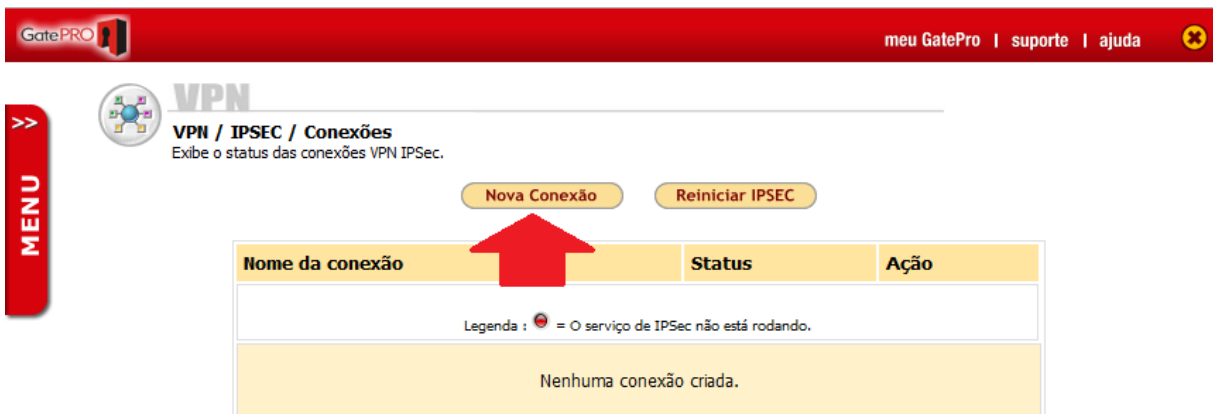 GatePRO
meu GatePro | suporte | ajuda
>>
MENU
VPN
VPN / IPSEC / Conexões
Exibe o status das conexões VPN IPSec.
Nova Conexão Reiniciar IPSEC
Nome da conexão Status Ação
Legenda : = O serviço de IPSec não está rodando.
Nenhuma conexão criada.